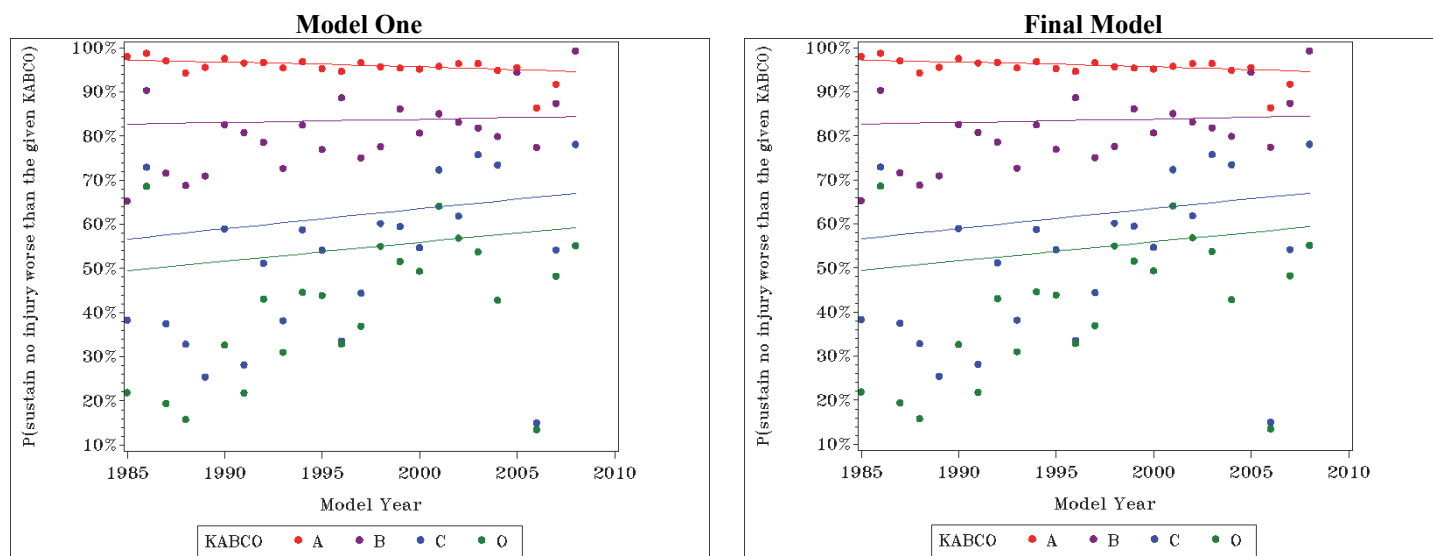 Model One
P(sustain no injury worse than the given KABCO)
100%
90%
80%
70%
60%
50%
40%
30%
20%
10%
1985 1990 1995 2000 2005 2010
Model Year
KABCO A B C O
Final Model
P(sustain no injury worse than the given KABCO)
100%
90%
80%
70%
60%
50%
40%
30%
20%
10%
1985 1990 1995 2000 2005 2010
Model Year
KABCO A B C O